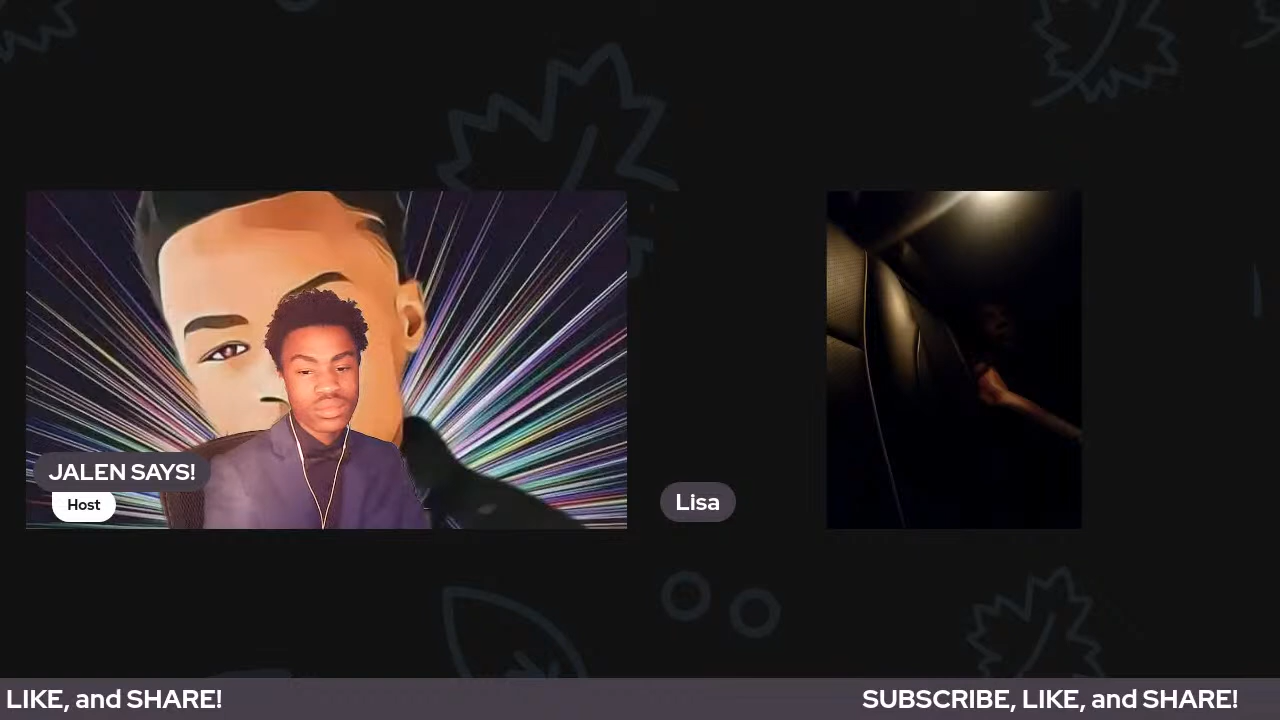 JALEN SAYS!
Host
Lisa
LIKE, and SHARE!
SUBSCRIBE, LIKE, and SHARE!